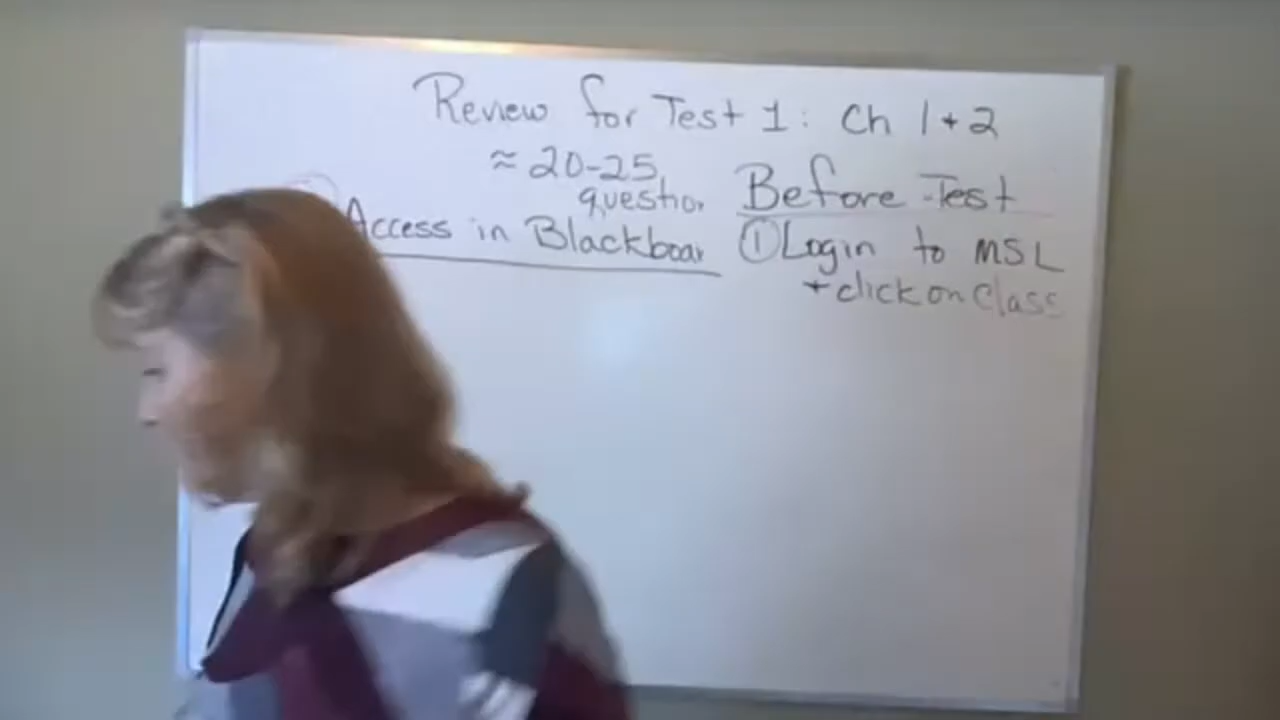 Review for Test 1: Ch 1 + 2
≈ 20-25
questio
Access in Blackboar
Before Test
① Login to MSL
+ click on Class